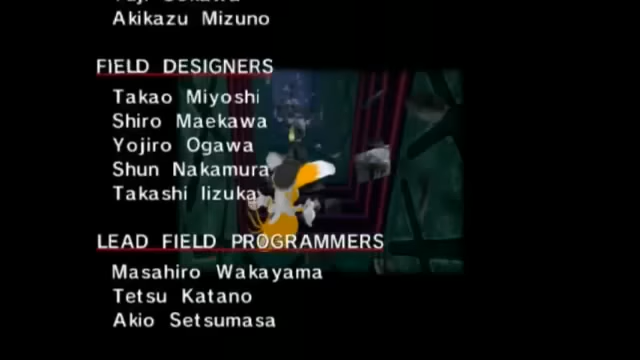 Akikazu Mizuno
FIELD DESIGNERS
Takao Miyoshi
Shiro Maekawa
Yojiro Ogawa
Shun Nakamura
Takashi Iizuka
LEAD FIELD PROGRAMMERS
Masahiro Wakayama
Tetsu Katano
Akio Setsumasa